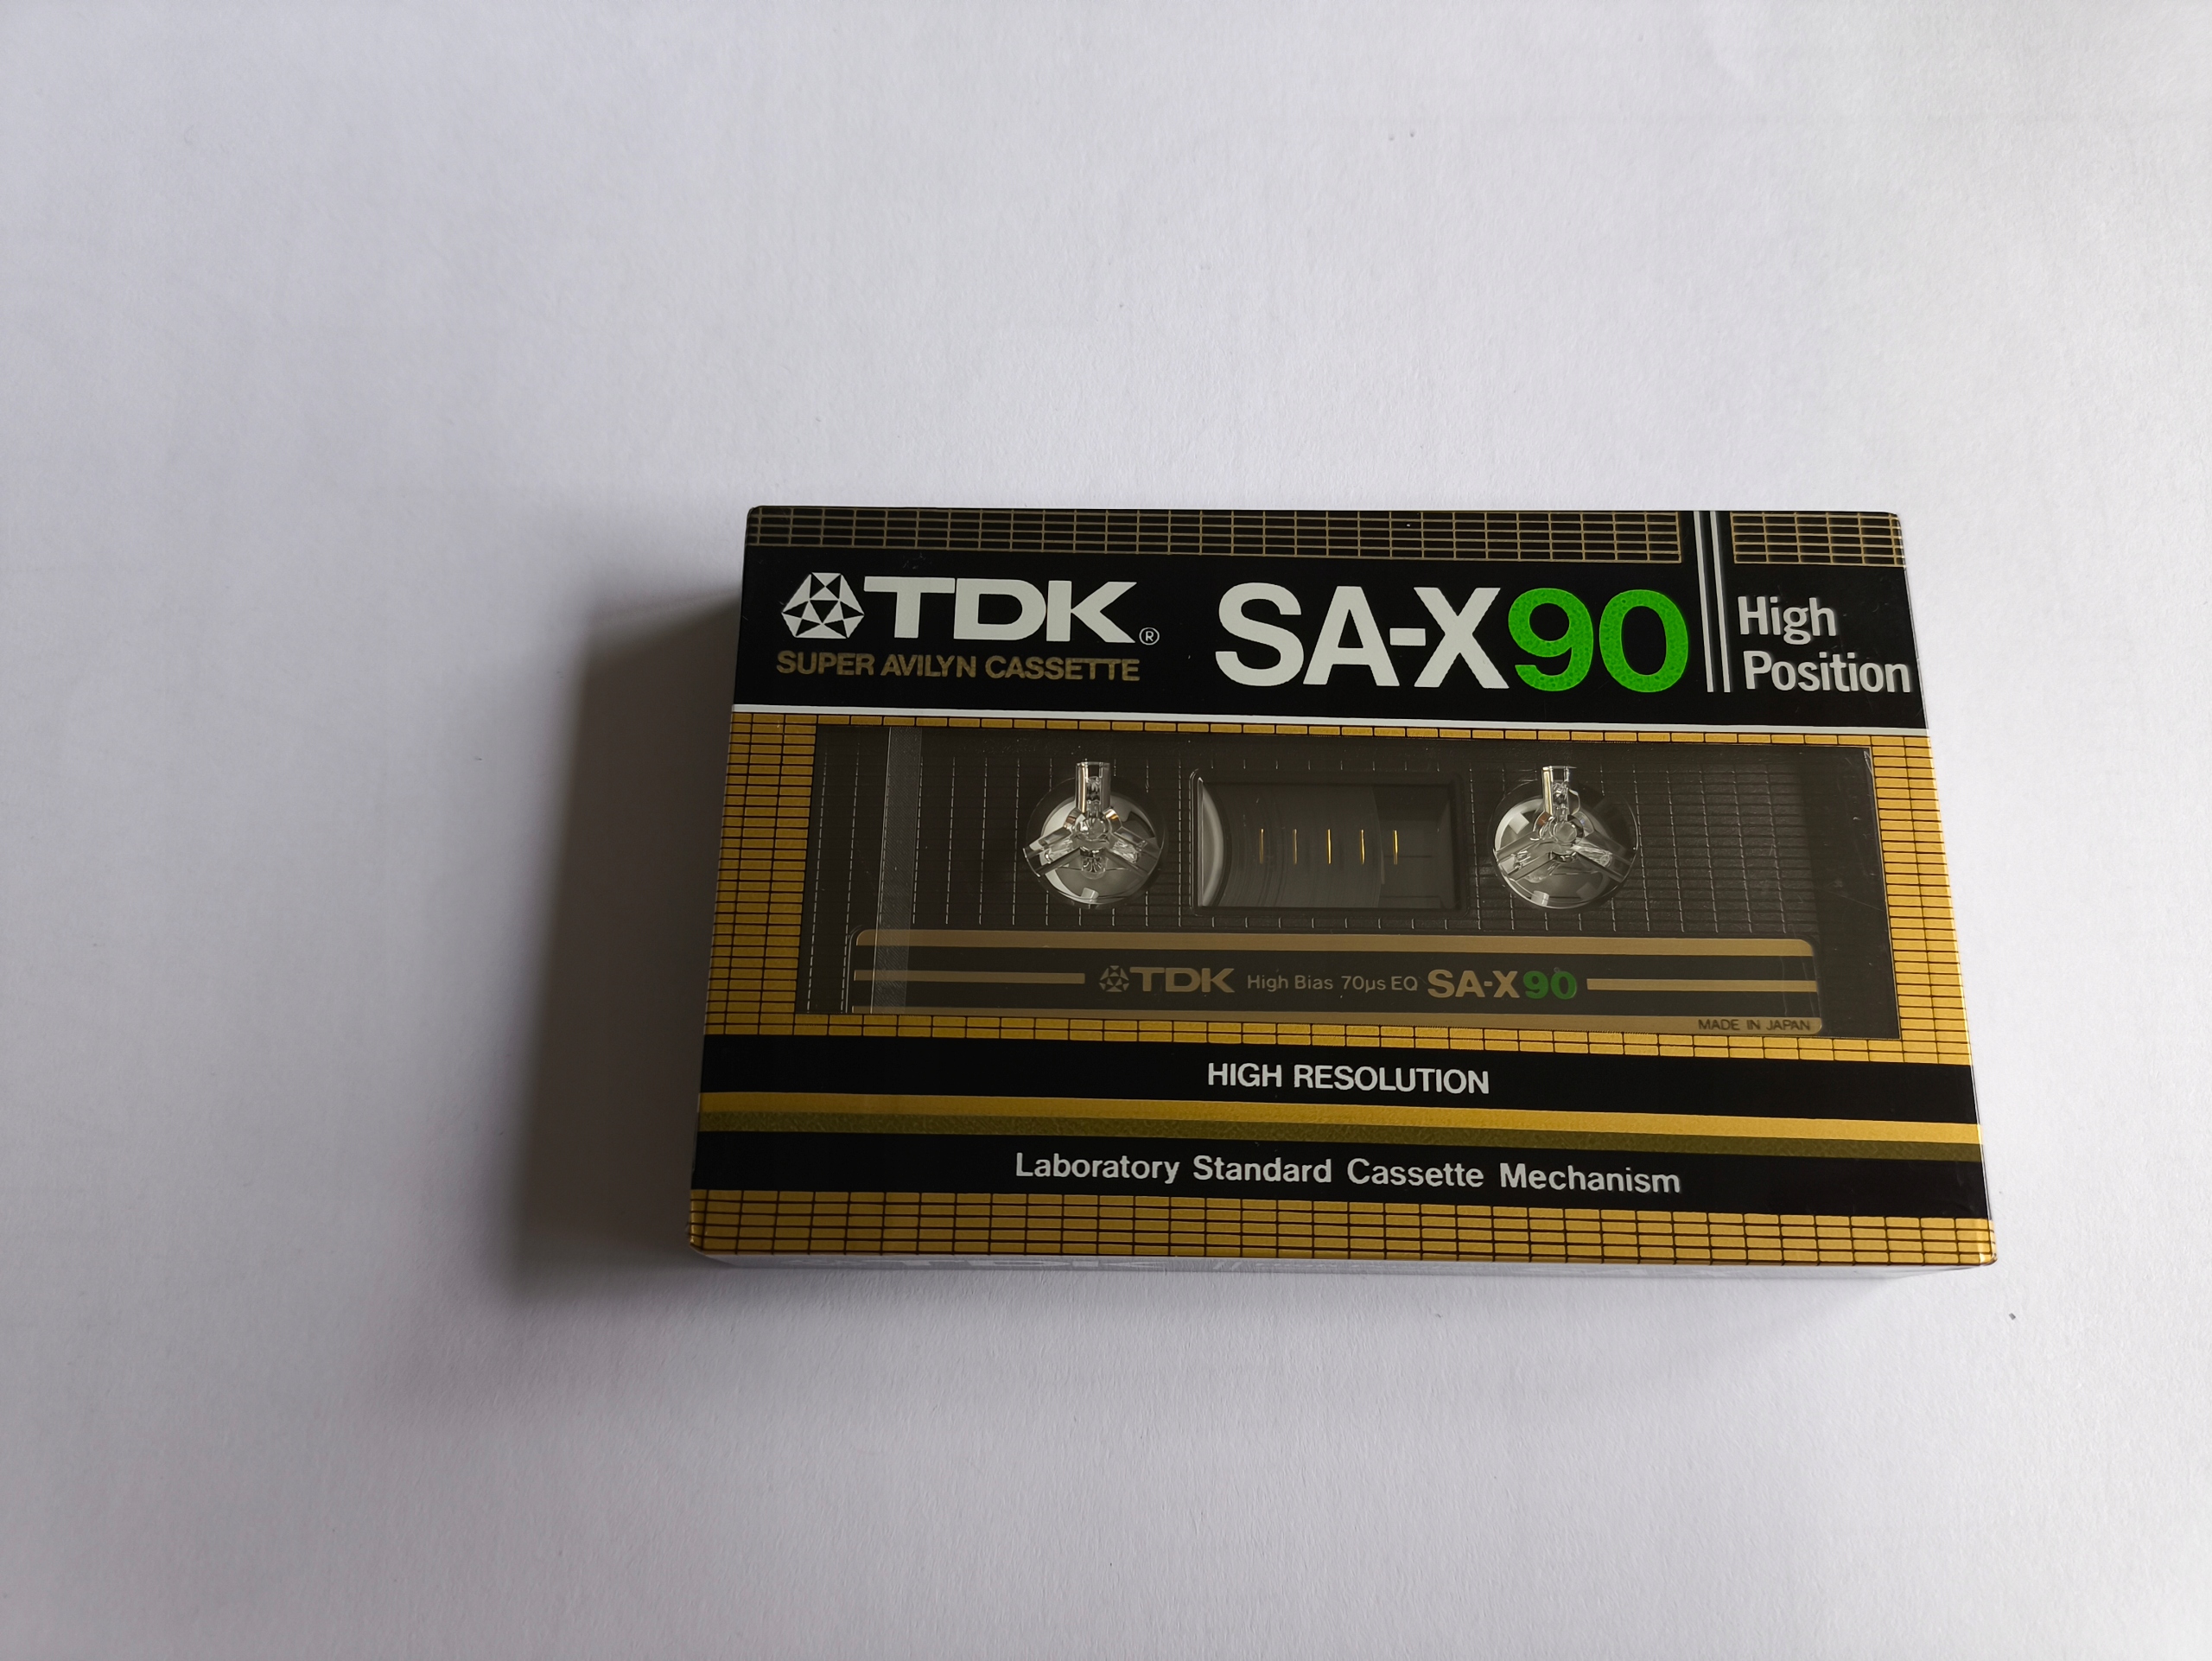 TDK® SA-X90
SUPER AVILYN CASSETTE
High
Position
TDK High Bias 70µs EQ SA-X90
MADE IN JAPAN
HIGH RESOLUTION
Laboratory Standard Cassette Mechanism
TDK